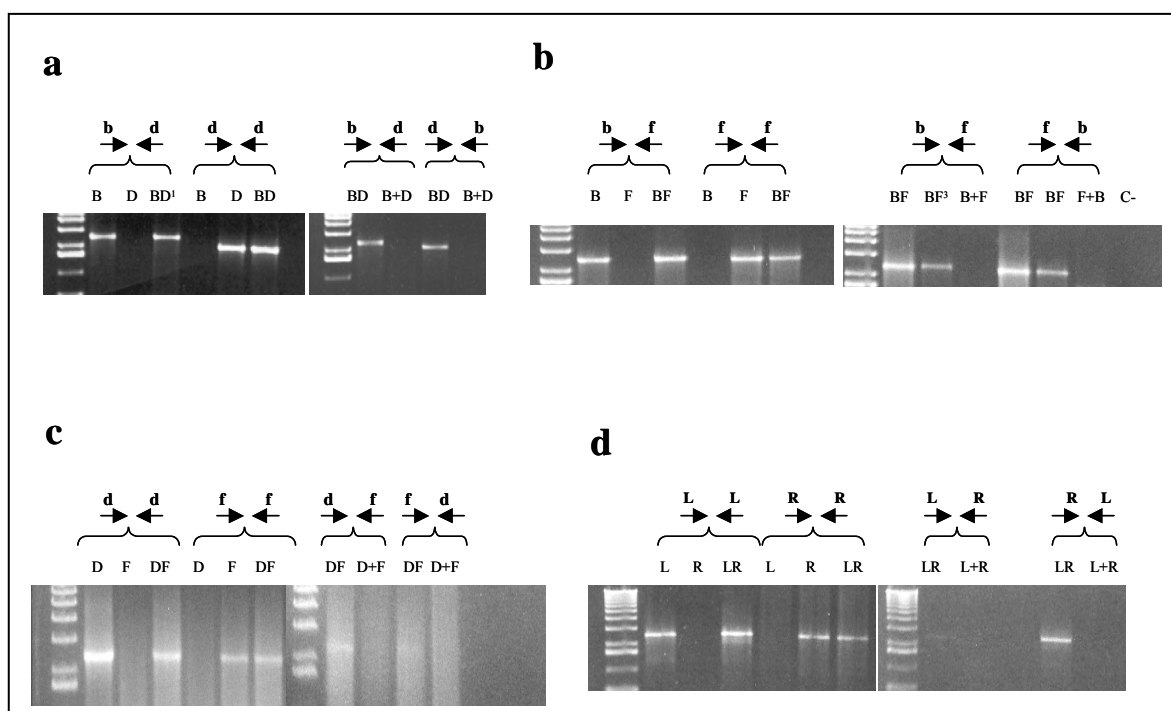 a
b d d d b d d b
B D BD¹ B D BD BD B+D BD B+D
b
b f f f b f f b
B F BF B F BF BF BF³ B+F BF BF F+B C-
c
d d f f d f f d
D F DF D F DF DF D+F DF D+F
d
L L R R L R R L
L R LR L R LR LR L+R LR L+R